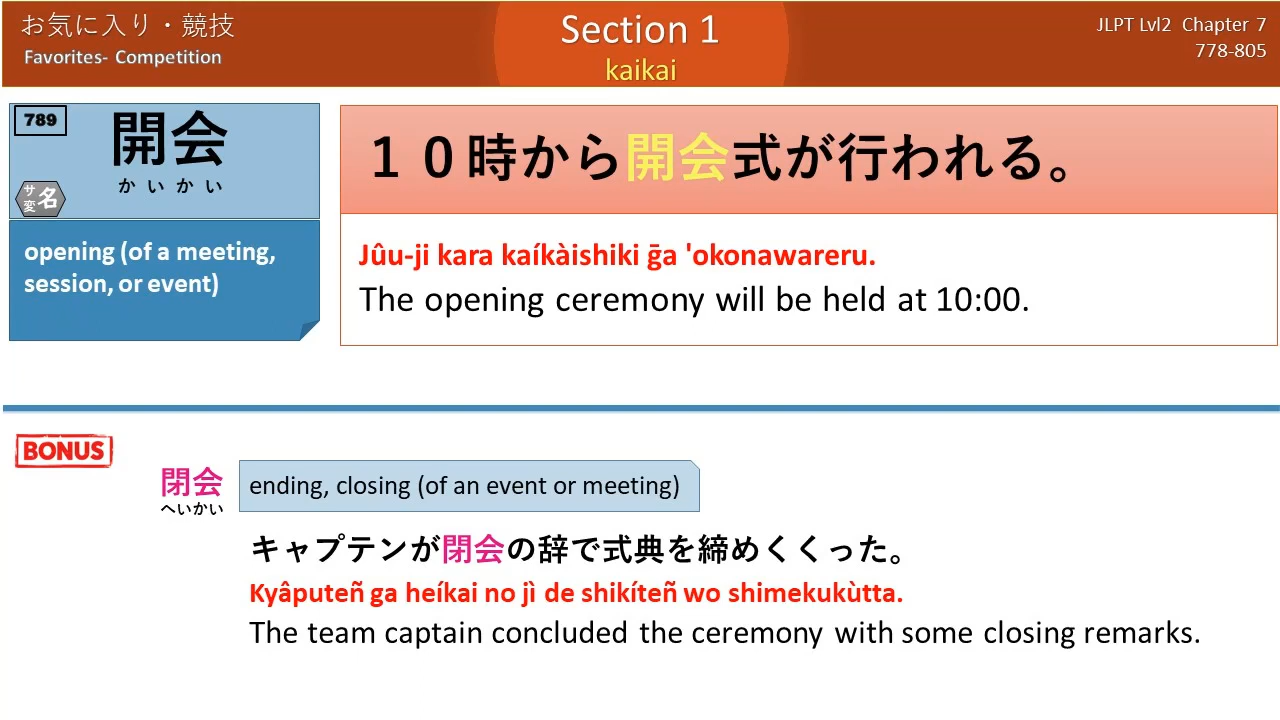 お気に入り・競技
Favorites- Competition
Section 1
kaikai
JLPT Lvl2 Chapter 7
778-805
789
開会
かいかい
サ変
名
opening (of a meeting,
session, or event)
１０時から開会式が行われる。
Jûu-ji kara kaíkàishiki ḡa 'okonawareru.
The opening ceremony will be held at 10:00.
BONUS
閉会
へいかい
ending, closing (of an event or meeting)
キャプテンが閉会の辞で式典を締めくくった。
Kyâputeñ ga heíkai no jì de shikíteñ wo shimekukùtta.
The team captain concluded the ceremony with some closing remarks.